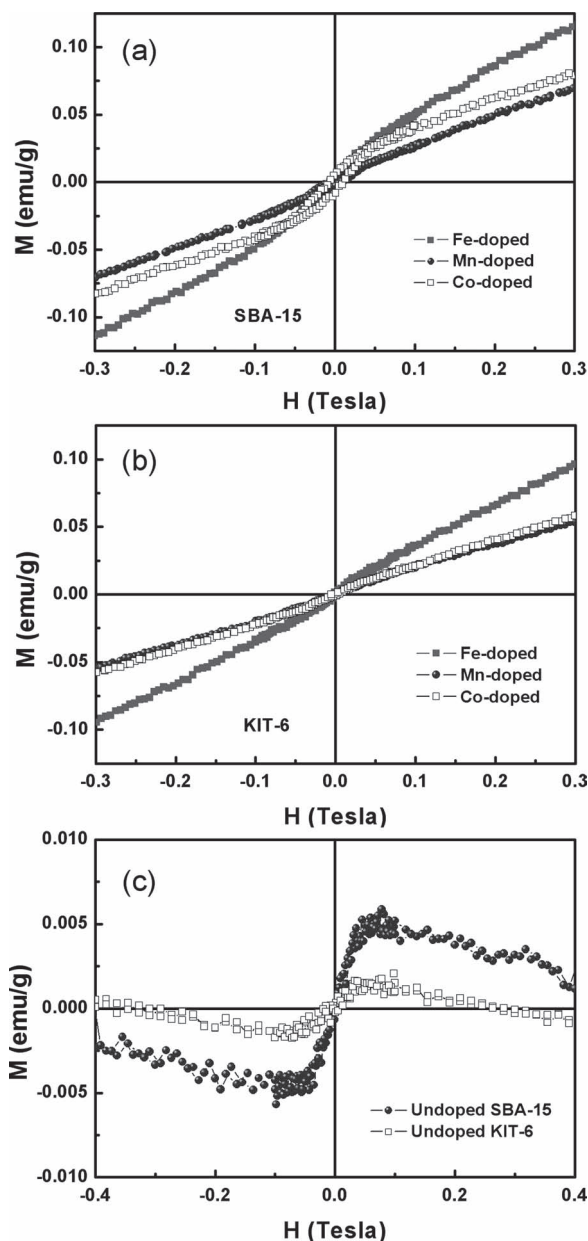 (a)
0.10
0.05
0.00
-0.05
-0.10
M (emu/g)
Fe-doped
Mn-doped
Co-doped
SBA-15
-0.3 -0.2 -0.1 0.0 0.1 0.2 0.3
H (Tesla)
(b)
0.10
0.05
0.00
-0.05
-0.10
M (emu/g)
Fe-doped
Mn-doped
Co-doped
KIT-6
-0.3 -0.2 -0.1 0.0 0.1 0.2 0.3
H (Tesla)
(c)
0.010
0.005
0.000
-0.005
-0.010
M (emu/g)
Undoped SBA-15
Undoped KIT-6
-0.4 -0.2 0.0 0.2 0.4
H (Tesla)